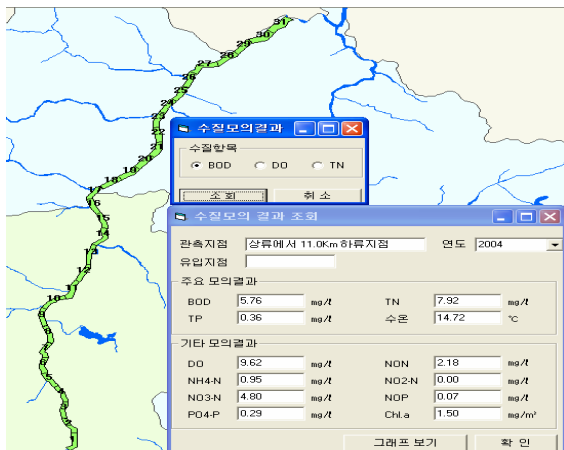 31
30
29
28
27
26
25
24
23
22
21
20
19
18
17
16
15
14
13
12
11
10
9
8
7
6
5
4
3
2
1
수질모의결과
수질항목
BOD DO TN
조회 취소
수질모의 결과 조회
관측지점 상류에서 11.0Km 하류지점 연도 2004
유입지점
주요 모의결과
BOD 5.76 mg/ℓ TN 7.92 mg/ℓ
TP 0.36 mg/ℓ 수온 14.72 ℃
기타 모의결과
DO 9.62 mg/ℓ NON 2.18 mg/ℓ
NH4-N 0.95 mg/ℓ NO2-N 0.00 mg/ℓ
NO3-N 4.80 mg/ℓ NOP 0.07 mg/ℓ
PO4-P 0.29 mg/ℓ Chl.a 1.50 mg/m³
그래프 보기 확 인